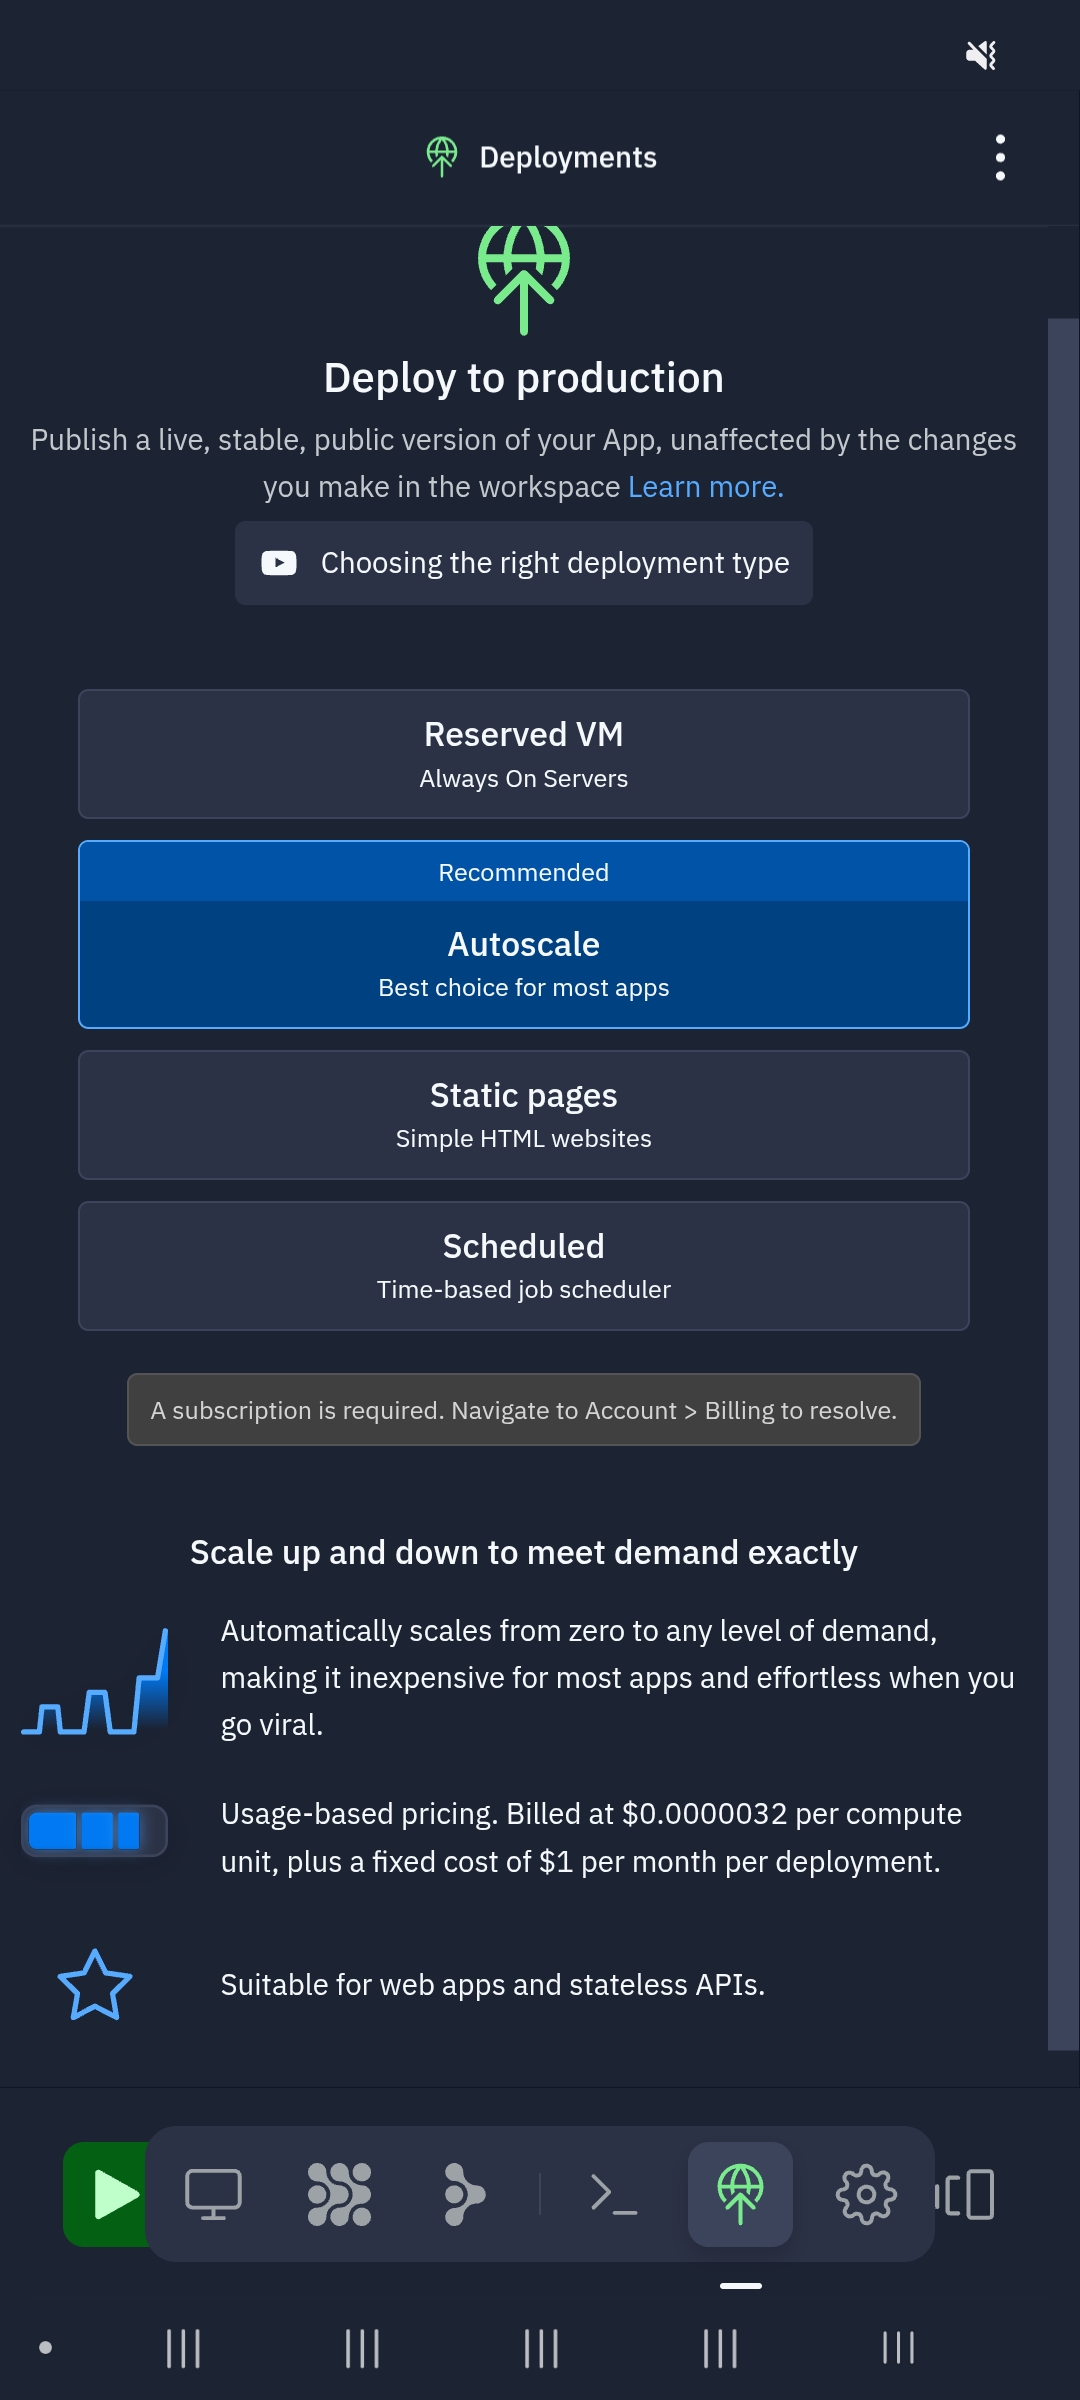 Deployments
Deploy to production
Publish a live, stable, public version of your App, unaffected by the changes
you make in the workspace Learn more.
Choosing the right deployment type
Reserved VM
Always On Servers
Recommended
Autoscale
Best choice for most apps
Static pages
Simple HTML websites
Scheduled
Time-based job scheduler
A subscription is required. Navigate to Account > Billing to resolve.
Scale up and down to meet demand exactly
Automatically scales from zero to any level of demand,
making it inexpensive for most apps and effortless when you
go viral.
Usage-based pricing. Billed at $0.0000032 per compute
unit, plus a fixed cost of $1 per month per deployment.
Suitable for web apps and stateless APIs.